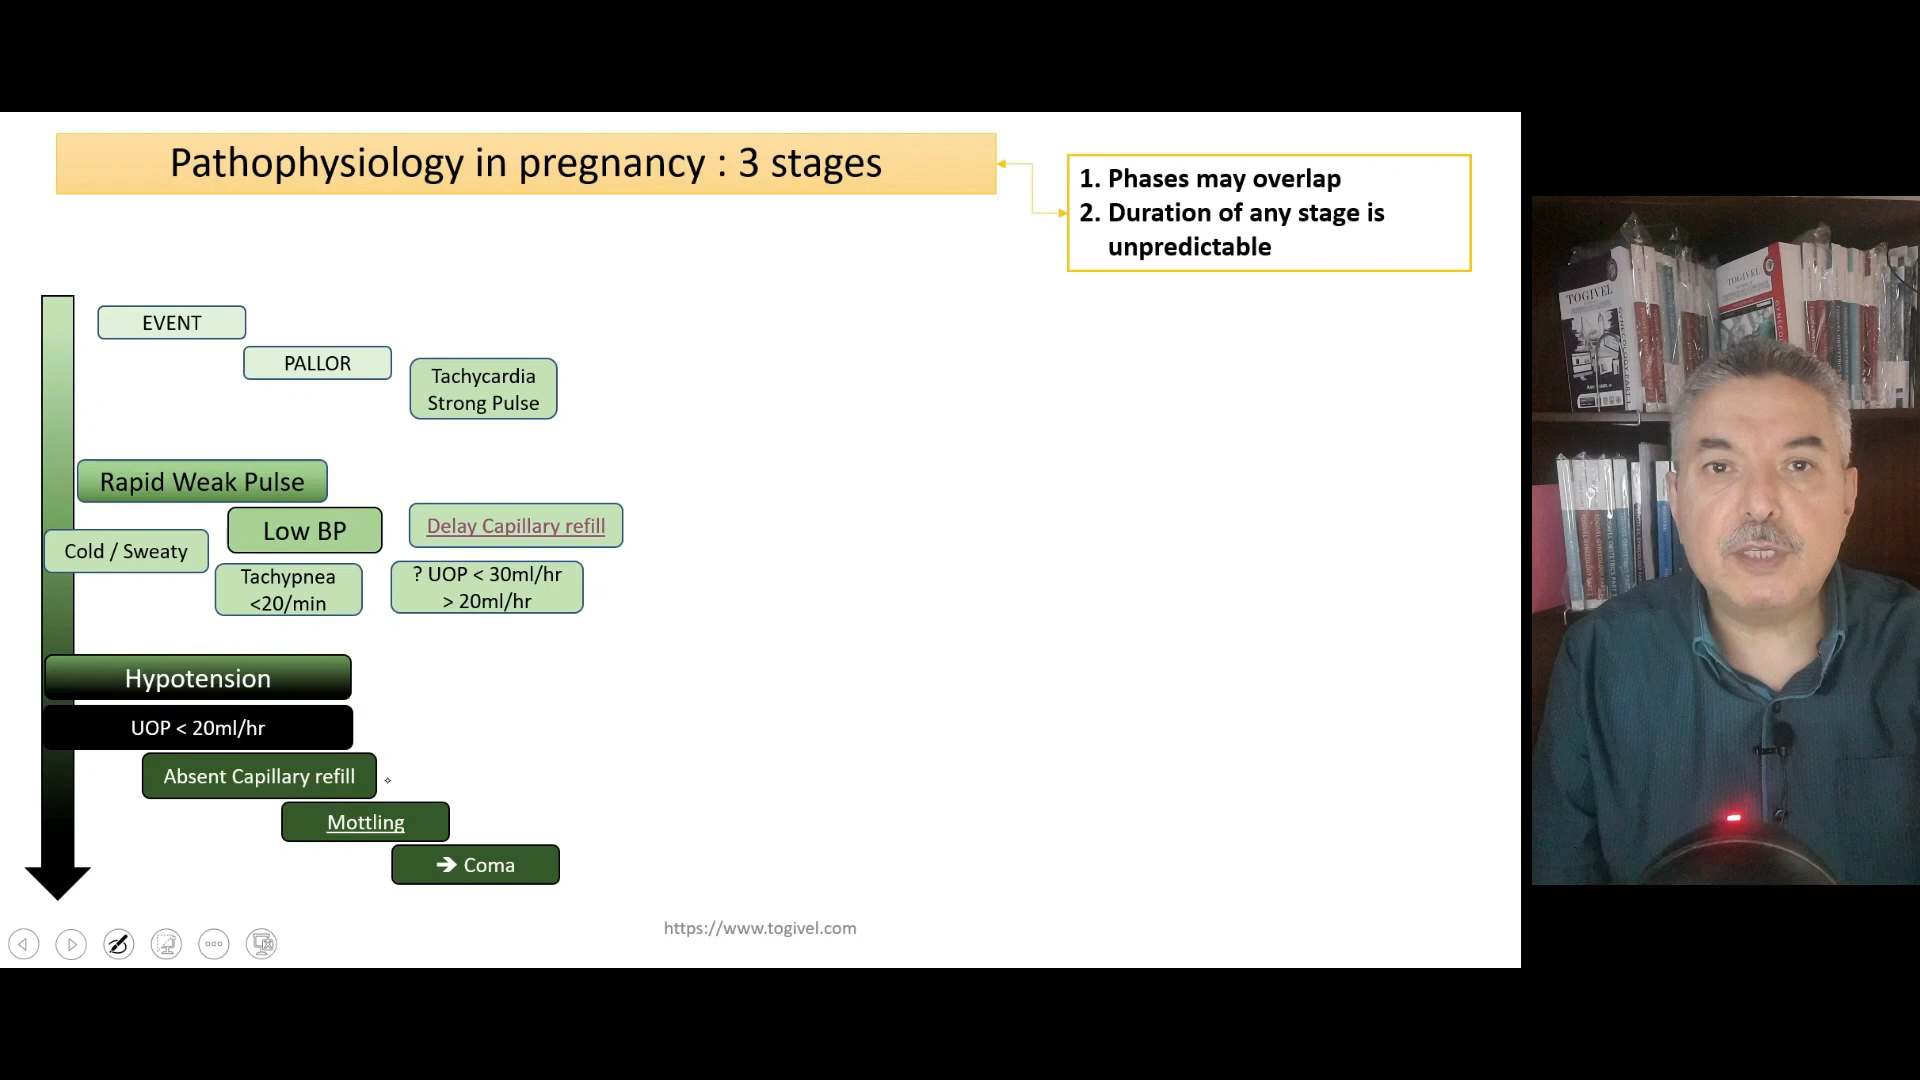 Pathophysiology in pregnancy : 3 stages
1. Phases may overlap
2. Duration of any stage is
unpredictable
EVENT
PALLOR
Tachycardia
Strong Pulse
Rapid Weak Pulse
Low BP
Delay Capillary refill
Cold / Sweaty
Tachypnea
<20/min
? UOP < 30ml/hr
> 20ml/hr
Hypotension
UOP < 20ml/hr
Absent Capillary refill
Mottling
➔ Coma
https://www.togivel.com
TOGIVEL
TOGIVEL